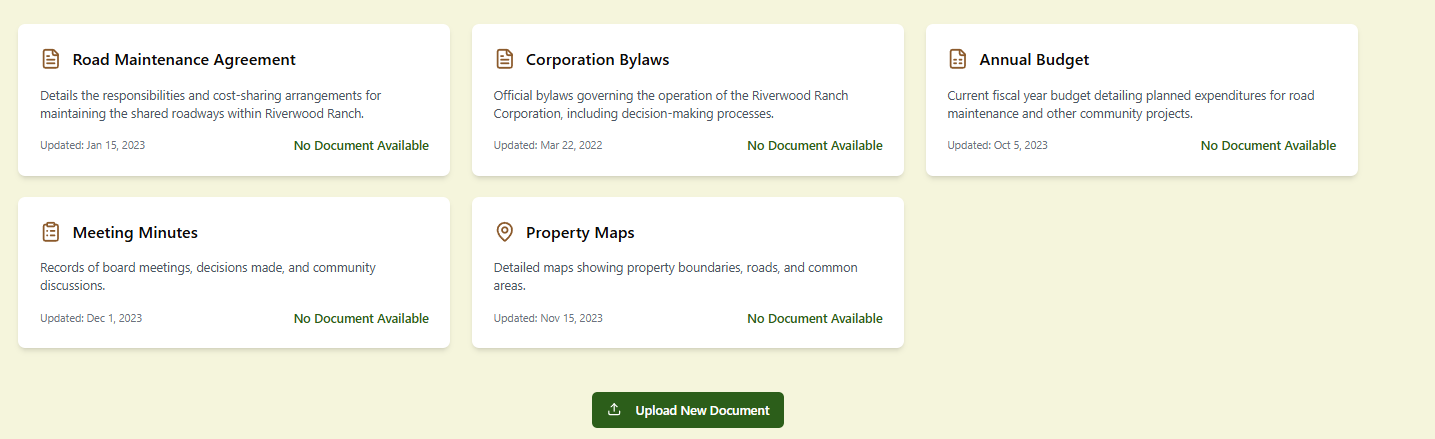 Road Maintenance Agreement
Details the responsibilities and cost-sharing arrangements for
maintaining the shared roadways within Riverwood Ranch.
Updated: Jan 15, 2023
No Document Available
Corporation Bylaws
Official bylaws governing the operation of the Riverwood Ranch
Corporation, including decision-making processes.
Updated: Mar 22, 2022
No Document Available
Annual Budget
Current fiscal year budget detailing planned expenditures for road
maintenance and other community projects.
Updated: Oct 5, 2023
No Document Available
Meeting Minutes
Records of board meetings, decisions made, and community
discussions.
Updated: Dec 1, 2023
No Document Available
Property Maps
Detailed maps showing property boundaries, roads, and common
areas.
Updated: Nov 15, 2023
No Document Available
Upload New Document